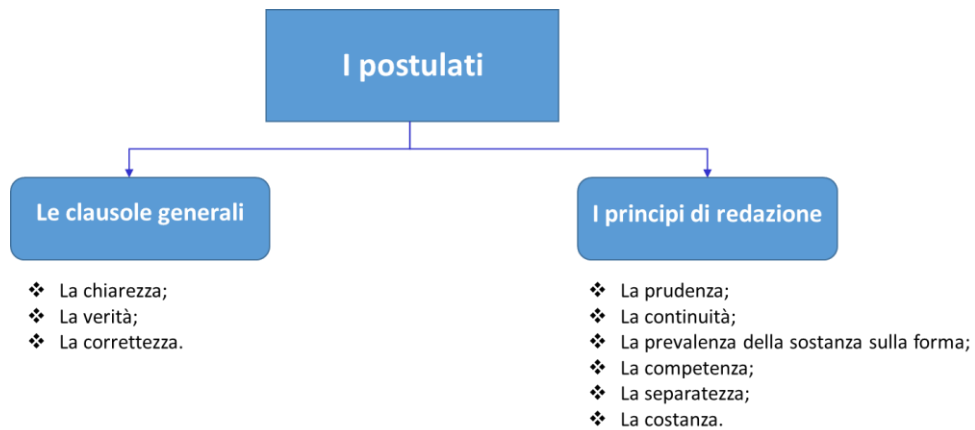 I postulati
Le clausole generali
❖ La chiarezza;
❖ La verità;
❖ La correttezza.
I principi di redazione
❖ La prudenza;
❖ La continuità;
❖ La prevalenza della sostanza sulla forma;
❖ La competenza;
❖ La separatezza;
❖ La costanza.